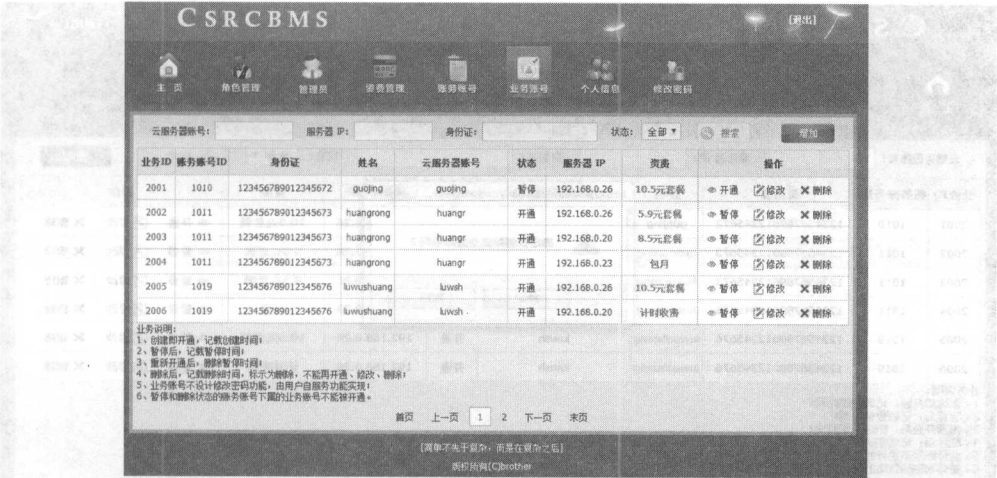 CSRCBMS
[退出]
主 页 角色管理 管理员 资费管理 账务账号 业务账号 个人信息 修改密码
云服务器账号: 服务器 IP: 身份证: 状态: 全部 搜索 增加
业务ID 账务账号ID 身份证 姓名 云服务器账号 状态 服务器 IP 资费 操作
2001 1010 123456789012345672 guojing guojing 暂停 192.168.0.26 10.5元套餐 开通 修改 删除
2002 1011 123456789012345673 huangrong huangr 开通 192.168.0.26 5.9元套餐 暂停 修改 删除
2003 1011 123456789012345673 huangrong huangr 开通 192.168.0.20 8.5元套餐 暂停 修改 删除
2004 1011 123456789012345673 huangrong huangr 开通 192.168.0.23 包月 暂停 修改 删除
2005 1019 123456789012345676 luwushuang luwsh 开通 192.168.0.26 10.5元套餐 暂停 修改 删除
2006 1019 123456789012345676 luwushuang luwsh 开通 192.168.0.20 计时收费 暂停 修改 删除
业务说明:
1、创建即开通，记载创建时间;
2、暂停后，记载暂停时间;
3、重新开通后，删除暂停时间;
4、删除后，记载删除时间，标示为删除，不能再开通、修改、删除;
5、业务账号不设计修改密码功能，由用户自服务功能实现;
6、暂停和删除状态的账务账号下属的业务账号不能被开通。
首页 上一页 1 2 下一页 末页
[简单不先于复杂，而是在复杂之后]
版权所有(C)brother